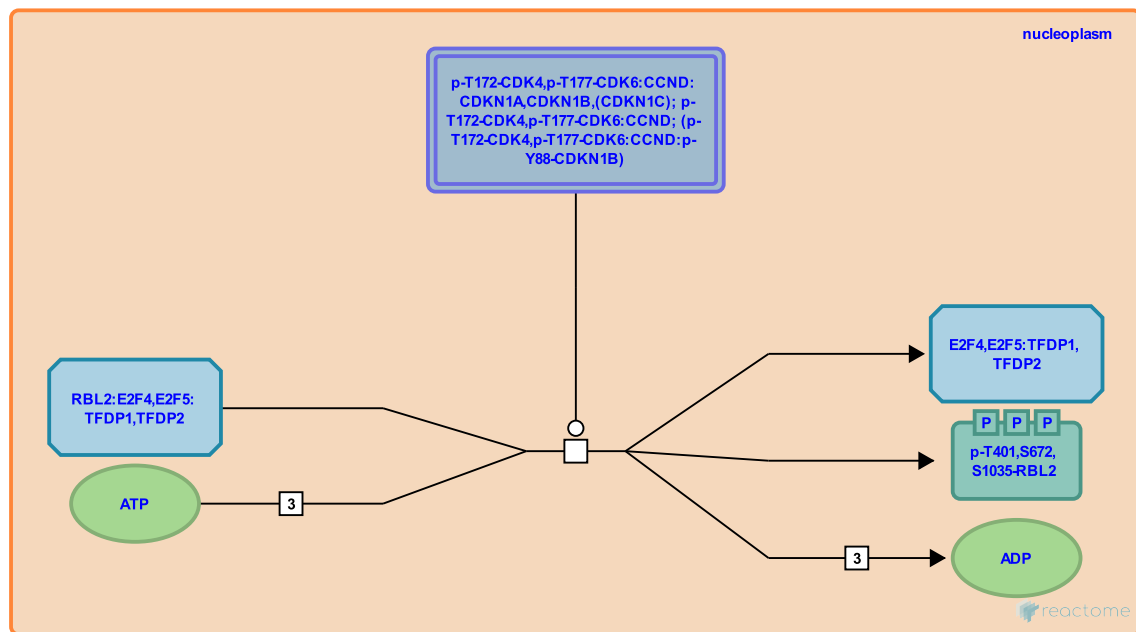 nucleoplasm
p-T172-CDK4,p-T177-CDK6:CCND:
CDKN1A,CDKN1B,(CDKN1C); p-
T172-CDK4,p-T177-CDK6:CCND; (p-
T172-CDK4,p-T177-CDK6:CCND:p-
Y88-CDKN1B)
RBL2:E2F4,E2F5:
TFDP1,TFDP2
ATP
3
E2F4,E2F5:TFDP1,
TFDP2
P P P
p-T401,S672,
S1035-RBL2
3
ADP
reactome